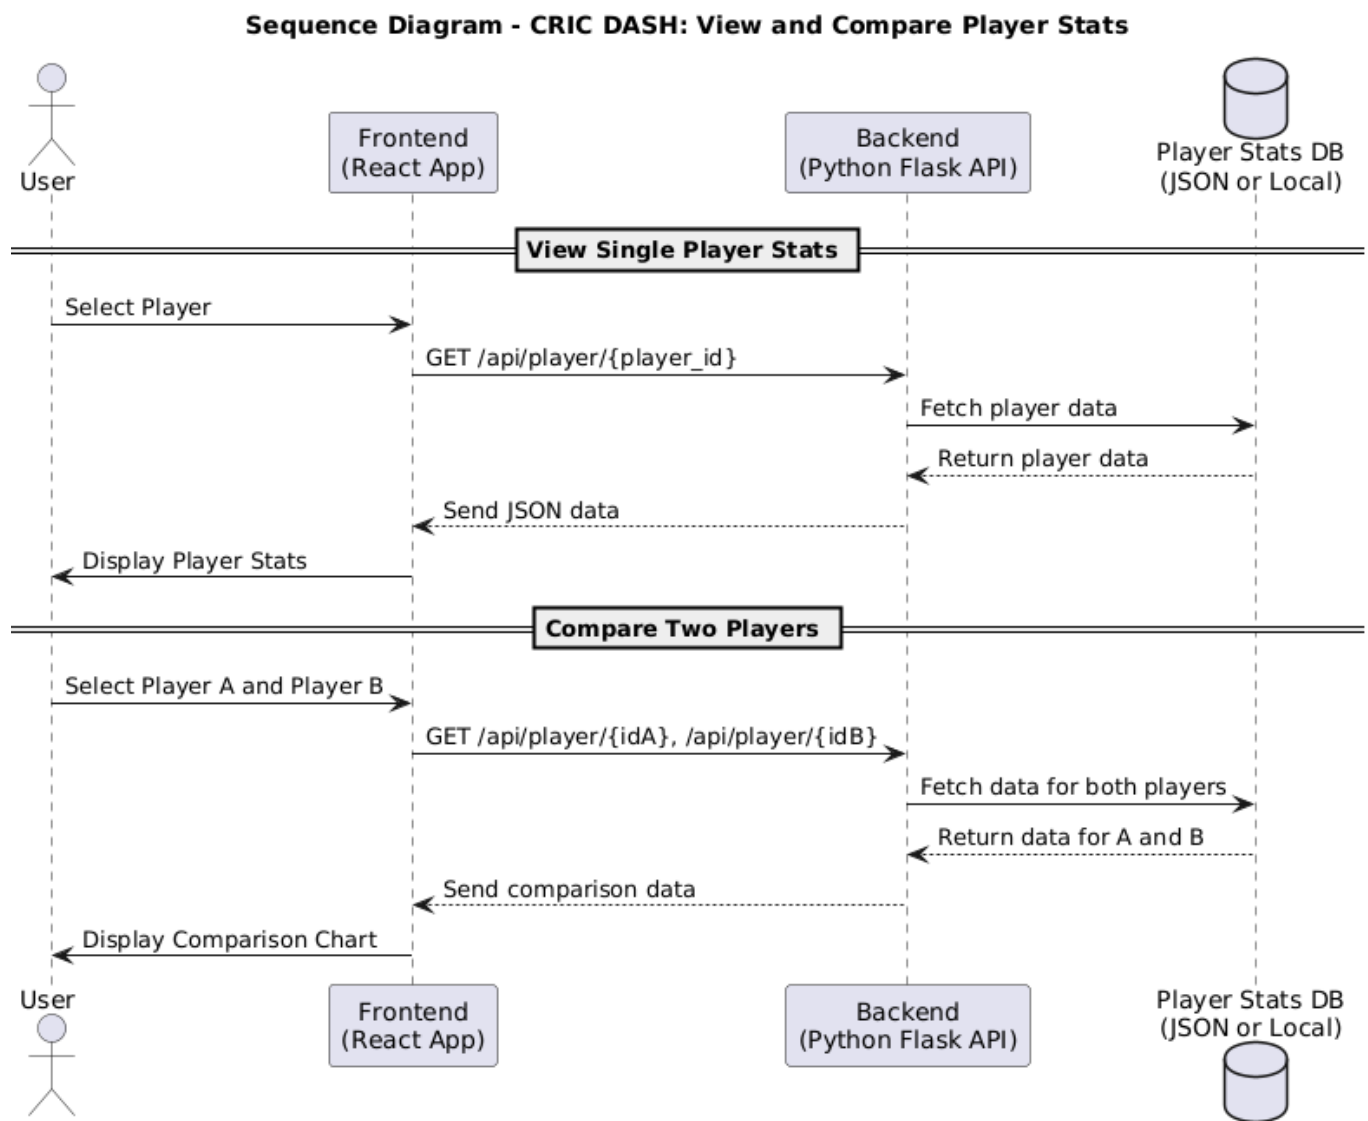 Sequence Diagram - CRIC DASH: View and Compare Player Stats
User
Frontend
(React App)
Backend
(Python Flask API)
Player Stats DB
(JSON or Local)
View Single Player Stats
Select Player
GET /api/player/{player_id}
Fetch player data
Return player data
Send JSON data
Display Player Stats
Compare Two Players
Select Player A and Player B
GET /api/player/{idA}, /api/player/{idB}
Fetch data for both players
Return data for A and B
Send comparison data
Display Comparison Chart
User
Frontend
(React App)
Backend
(Python Flask API)
Player Stats DB
(JSON or Local)